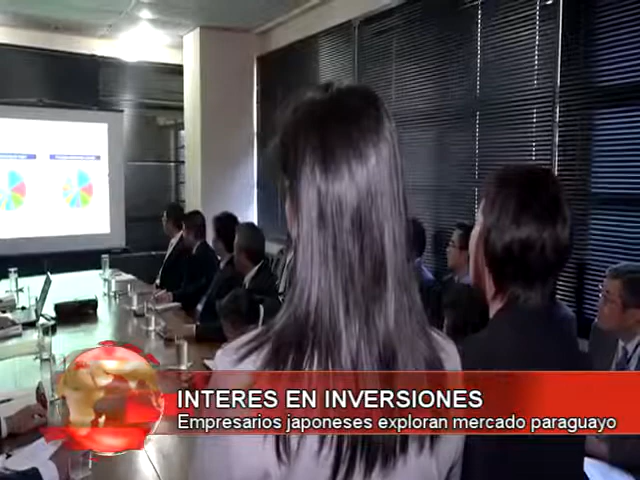 INTERES EN INVERSIONES
Empresarios japoneses exploran mercado paraguayo